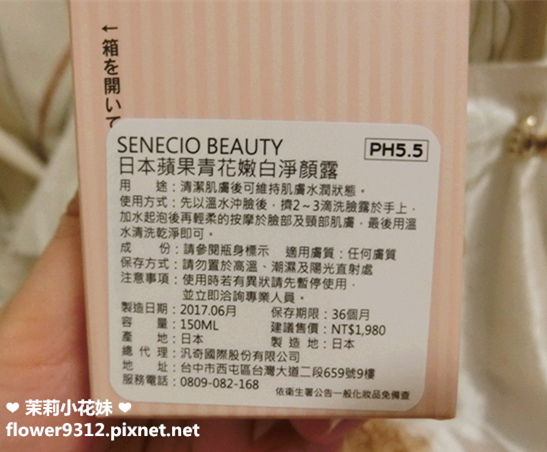 ←箱を開いて
SENECIO BEAUTY
PH5.5
日本蘋果青花嫩白淨顏露
用　　途：清潔肌膚後可維持肌膚水潤狀態。
使用方式：先以溫水沖臉後，擠2~3滴洗臉露於手上，
加水起泡後再輕柔的按摩於臉部及頸部肌膚，最後用溫
水清洗乾淨即可。
成　　份：請參閱瓶身標示　適用膚質：任何膚質
保存方式：請勿置於高溫、潮濕及陽光直射處
注意事項：使用時若有異狀請先暫停使用，
並立即洽詢專業人員。
製造日期：2017.06月　保存期限：36個月
容　　量：150ML　建議售價：NT$1,980
產　　地：日本　製 造 地：日本
總 代 理：汎奇國際股份有限公司
地　　址：台中市西屯區台灣大道二段659號9樓
服務電話：0809-082-168
依衛生署公告一般化妝品免備查
❤ 茉莉小花妹 ❤
flower9312.pixnet.net